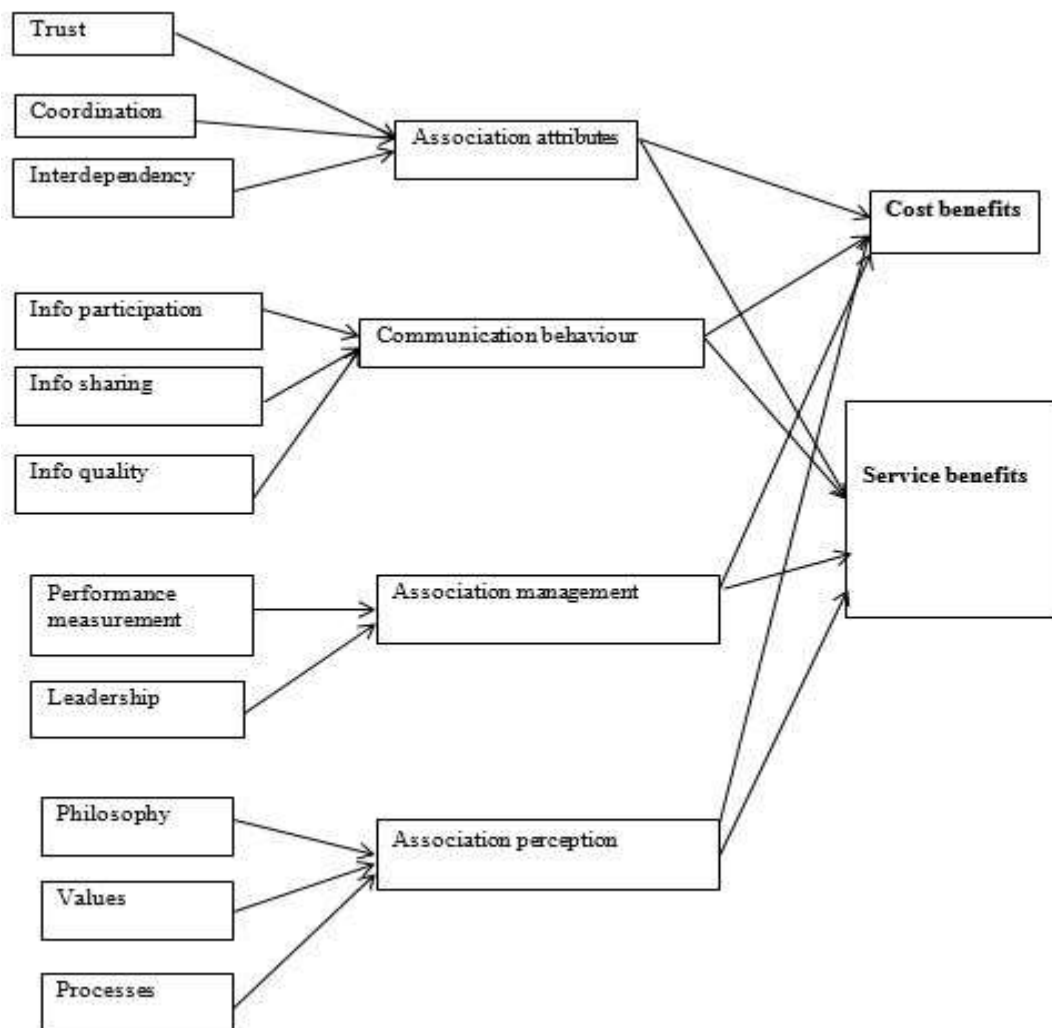 Trust
Coordination
Interdependency
Association attributes
Cost benefits
Info participation
Communication behaviour
Info sharing
Info quality
Service benefits
Performance
measurement
Association management
Leadership
Philosophy
Association perception
Values
Processes